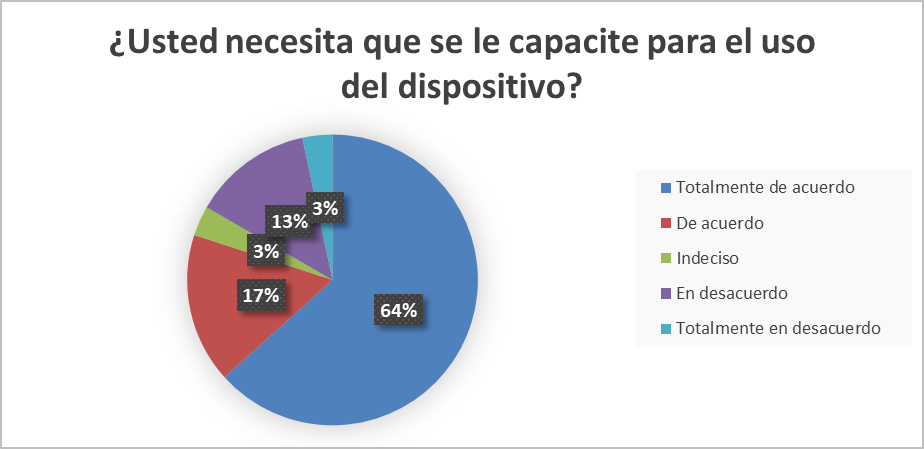 ¿Usted necesita que se le capacite para el uso
del dispositivo?
3%
13%
3%
17%
64%
Totalmente de acuerdo
De acuerdo
Indeciso
En desacuerdo
Totalmente en desacuerdo